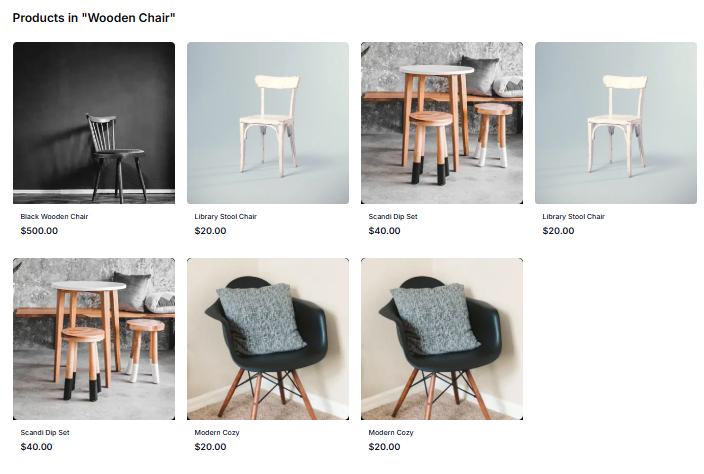 Products in "Wooden Chair"
Black Wooden Chair
$500.00
Library Stool Chair
$20.00
Scandi Dip Set
$40.00
Library Stool Chair
$20.00
Scandi Dip Set
$40.00
Modern Cozy
$20.00
Modern Cozy
$20.00